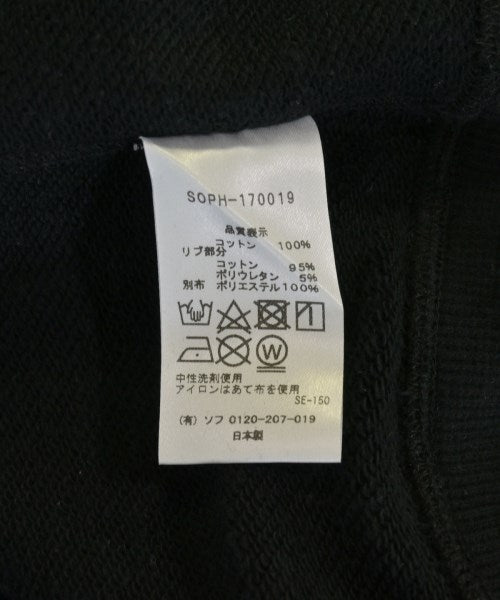 SOPH-170019
品質表示
コットン 100%
リブ部分
コットン 95%
ポリウレタン 5%
別布 ポリエステル100%
W
中性洗剤使用
アイロンはあて布を使用
SE-150
(有)ソフ 0120-207-019
日本製